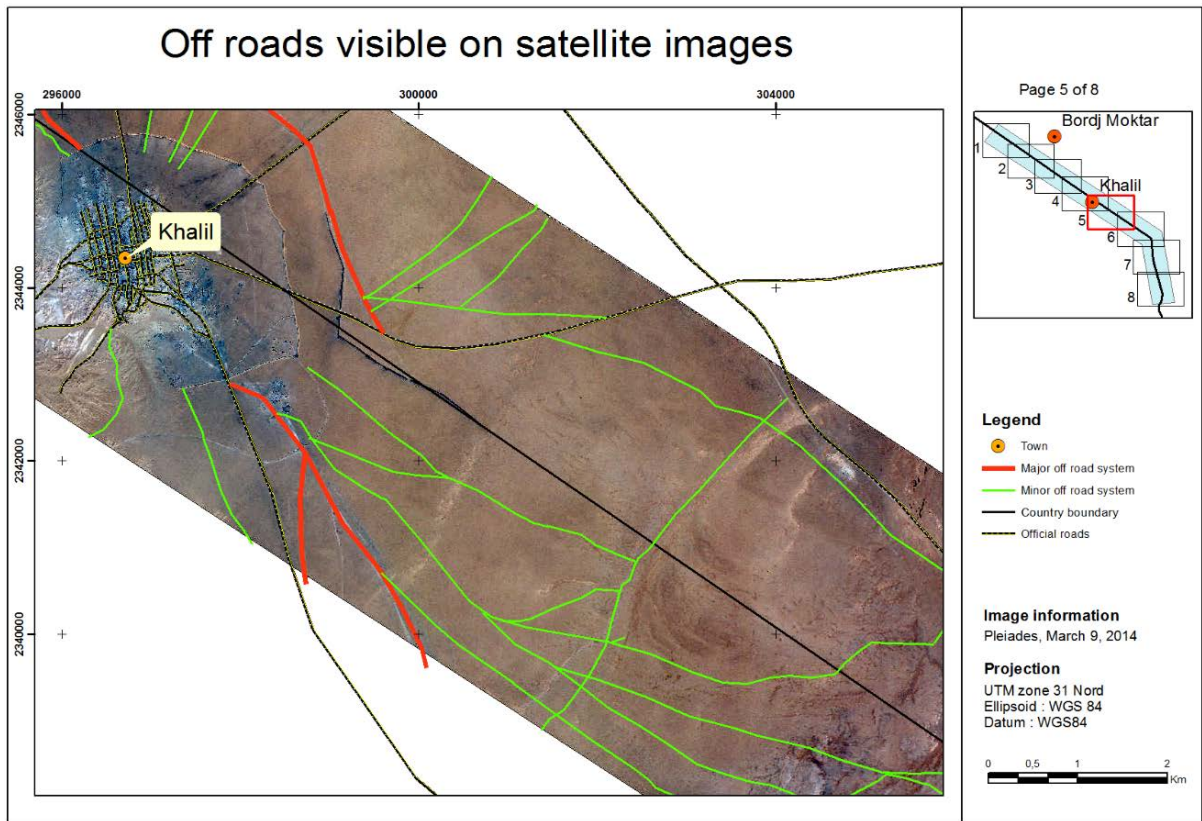 Off roads visible on satellite images
296000
300000
304000
2346000
2344000
2342000
2340000
Khalil
Page 5 of 8
Bordj Moktar
Khalil
1
2
3
4
5
6
7
8
Legend
Town
Major off road system
Minor off road system
Country boundary
Official roads
Image information
Pleiades, March 9, 2014
Projection
UTM zone 31 Nord
Ellipsoid : WGS 84
Datum : WGS84
0 0,5 1 2
Km